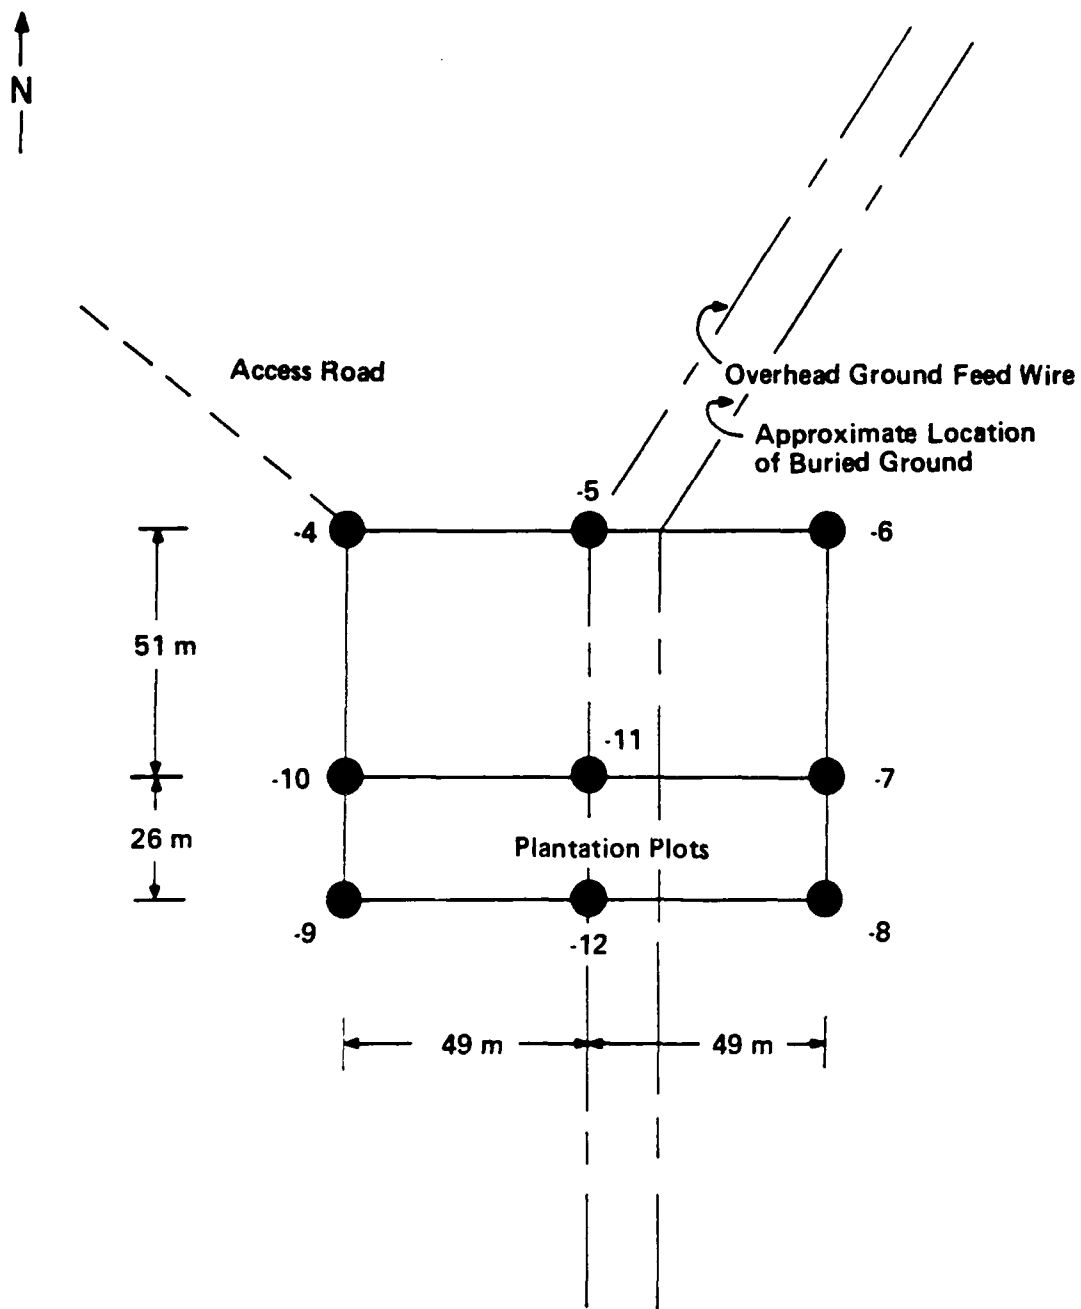 N
Access Road
Overhead Ground Feed Wire
Approximate Location
of Buried Ground
-5
-4
-6
51 m
-11
-10
-7
26 m
Plantation Plots
-9
-12
-8
49 m
49 m